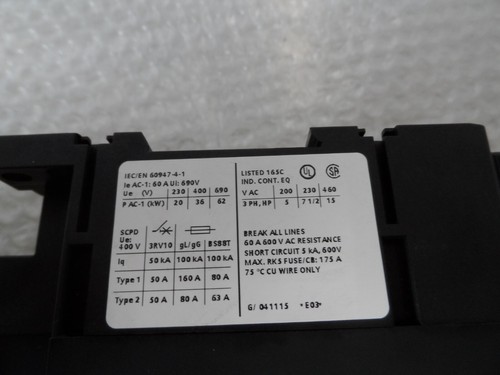 IEC/EN 60947-4-1
Ie AC-1: 60 A Ui: 690V
Ue (V) 230 400 690
P AC-1 (kW) 20 36 62
SCPD
Ue: 400 V 3RV10 gL/gG BS88T
Iq 50 kA 100 kA 100 kA
Type 1 50 A 160 A 80 A
Type 2 50 A 80 A 63 A
LISTED 165C
IND. CONT. EQ
UL SA
V AC 200 230 460
3 PH, HP 5 7 1/2 15
BREAK ALL LINES
60 A 600 V AC RESISTANCE
SHORT CIRCUIT 5 kA, 600V
MAX. RK5 FUSE/CB: 175 A
75 °C CU WIRE ONLY
G/ 041115 *E03*